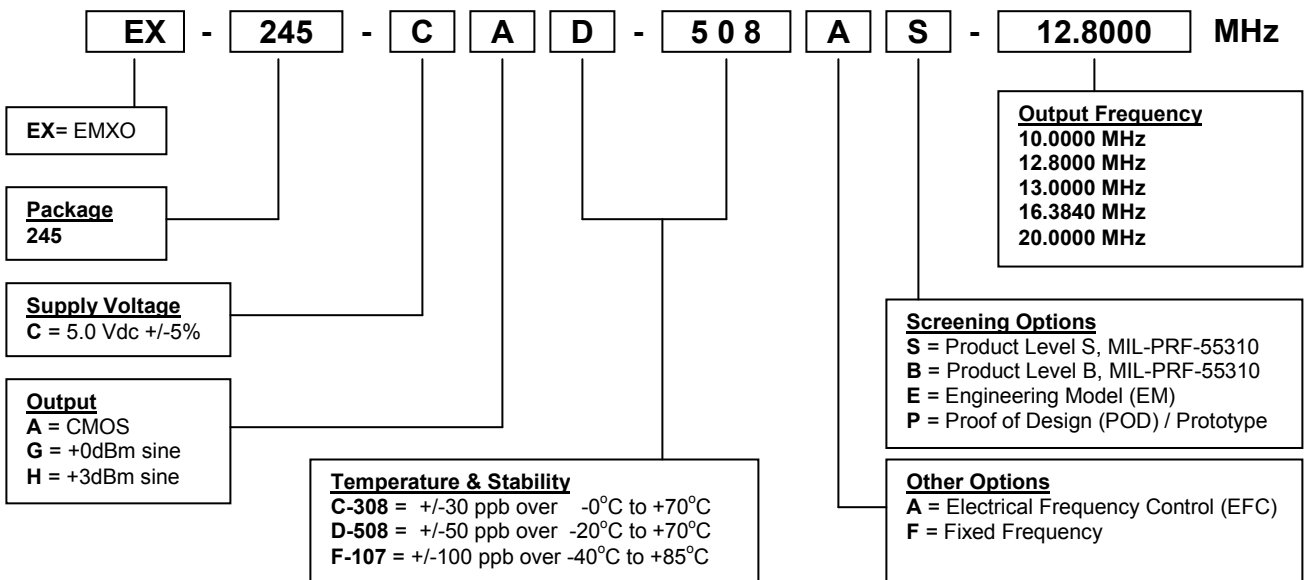 EX - 245 - C A D - 5 0 8 A S - 12.8000 MHz
EX= EMXO
Package
245
Supply Voltage
C = 5.0 Vdc +/-5%
Output
A = CMOS
G = +0dBm sine
H = +3dBm sine
Temperature & Stability
C-308 = +/-30 ppb over -0°C to +70°C
D-508 = +/-50 ppb over -20°C to +70°C
F-107 = +/-100 ppb over -40°C to +85°C
Output Frequency
10.0000 MHz
12.8000 MHz
13.0000 MHz
16.3840 MHz
20.0000 MHz
Screening Options
S = Product Level S, MIL-PRF-55310
B = Product Level B, MIL-PRF-55310
E = Engineering Model (EM)
P = Proof of Design (POD) / Prototype
Other Options
A = Electrical Frequency Control (EFC)
F = Fixed Frequency